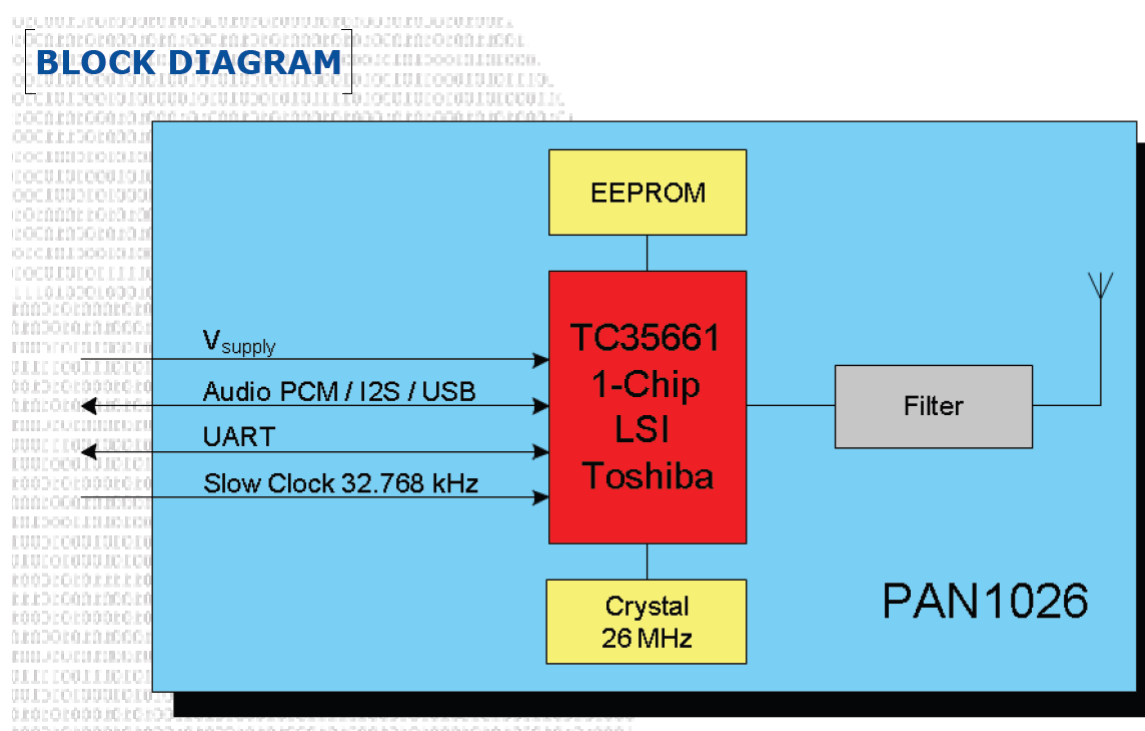 BLOCK DIAGRAM
EEPROM
TC35661
1-Chip
LSI
Toshiba
Vsupply
Audio PCM / I2S / USB
UART
Slow Clock 32.768 kHz
Filter
Crystal
26 MHz
PAN1026